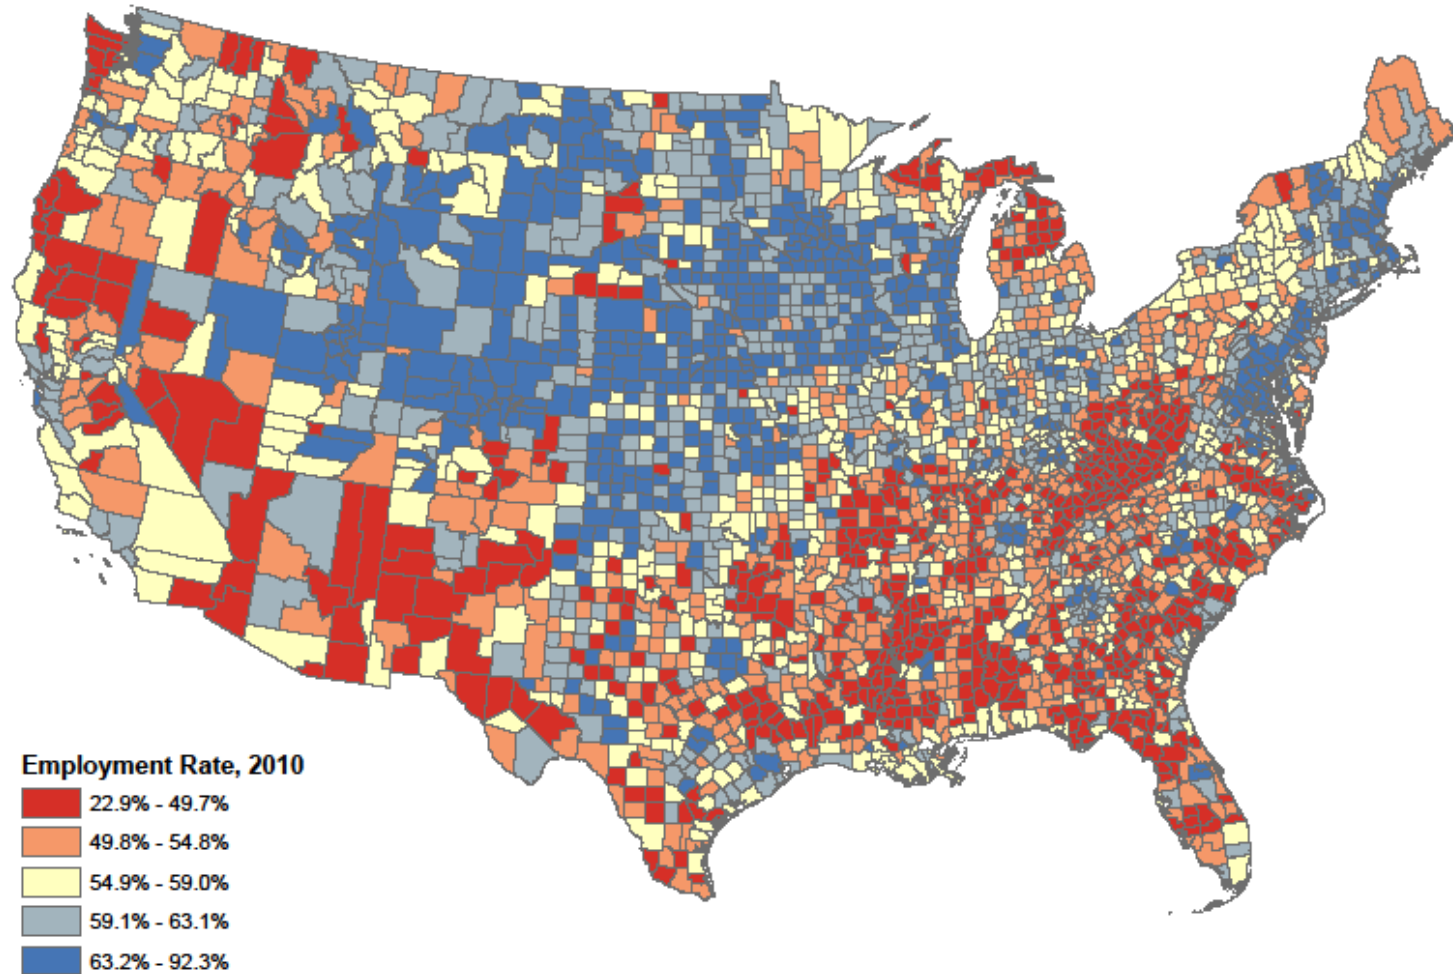 Employment Rate, 2010
22.9% - 49.7%
49.8% - 54.8%
54.9% - 59.0%
59.1% - 63.1%
63.2% - 92.3%